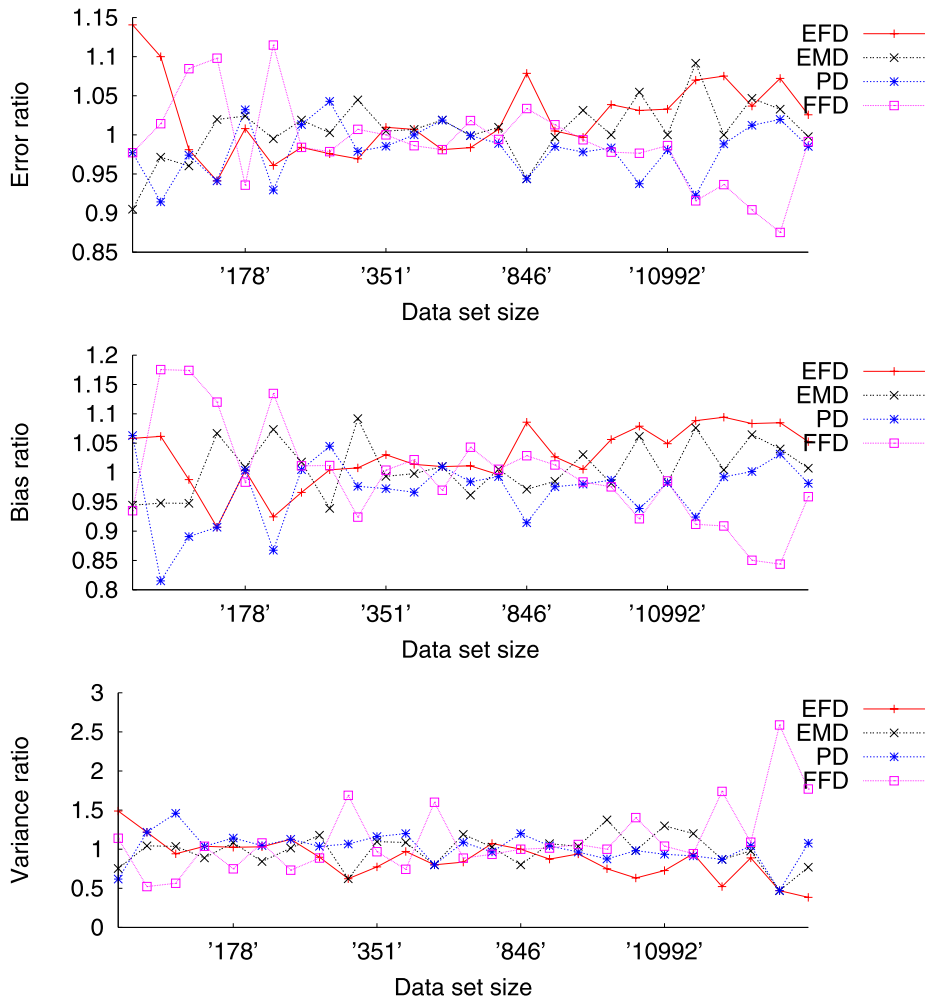 1.15
1.1
1.05
1
0.95
0.9
0.85
Error ratio
'178' '351' '846' '10992'
Data set size
EFD
EMD
PD
FFD
1.2
1.15
1.1
1.05
1
0.95
0.9
0.85
0.8
Bias ratio
'178' '351' '846' '10992'
Data set size
EFD
EMD
PD
FFD
3
2.5
2
1.5
1
0.5
0
Variance ratio
'178' '351' '846' '10992'
Data set size
EFD
EMD
PD
FFD